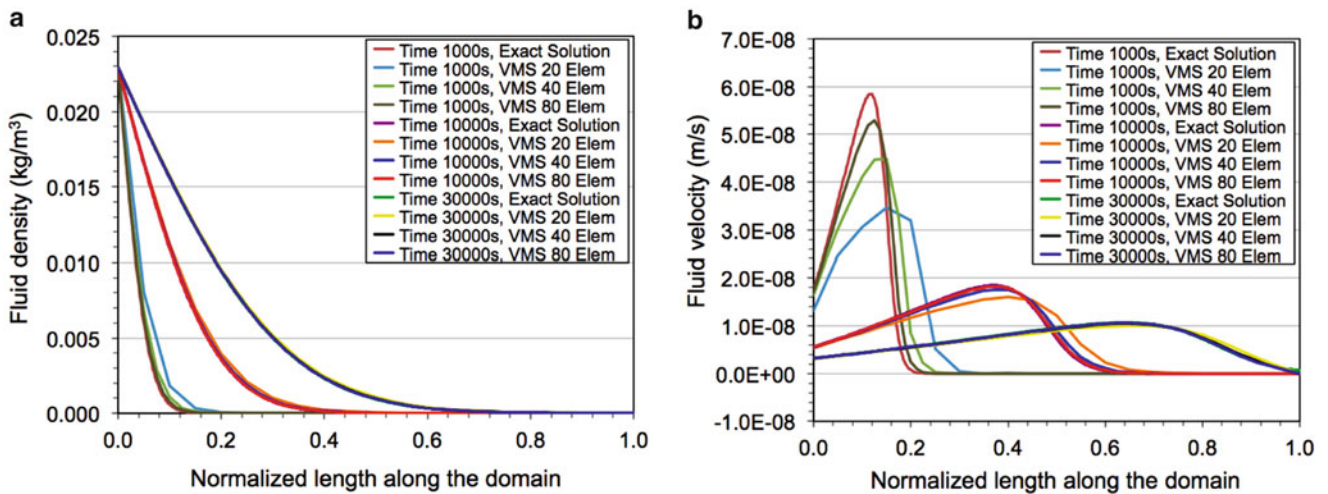 a
0.025
0.020
0.015
0.010
0.005
0.000
Fluid density (kg/m³)
0.0 0.2 0.4 0.6 0.8 1.0
Normalized length along the domain
Time 1000s, Exact Solution
Time 1000s, VMS 20 Elem
Time 1000s, VMS 40 Elem
Time 1000s, VMS 80 Elem
Time 10000s, Exact Solution
Time 10000s, VMS 20 Elem
Time 10000s, VMS 40 Elem
Time 10000s, VMS 80 Elem
Time 30000s, Exact Solution
Time 30000s, VMS 20 Elem
Time 30000s, VMS 40 Elem
Time 30000s, VMS 80 Elem
b
7.0E-08
6.0E-08
5.0E-08
4.0E-08
3.0E-08
2.0E-08
1.0E-08
0.0E+00
-1.0E-08
Fluid velocity (m/s)
0.0 0.2 0.4 0.6 0.8 1.0
Normalized length along the domain
Time 1000s, Exact Solution
Time 1000s, VMS 20 Elem
Time 1000s, VMS 40 Elem
Time 1000s, VMS 80 Elem
Time 10000s, Exact Solution
Time 10000s, VMS 20 Elem
Time 10000s, VMS 40 Elem
Time 10000s, VMS 80 Elem
Time 30000s, Exact Solution
Time 30000s, VMS 20 Elem
Time 30000s, VMS 40 Elem
Time 30000s, VMS 80 Elem